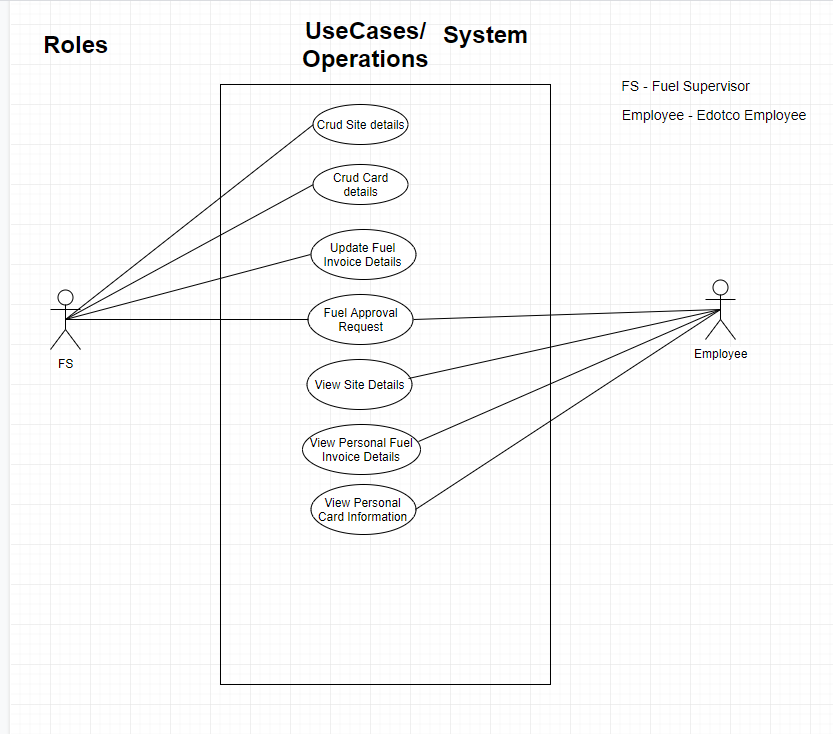 Roles
UseCases/
Operations
System
FS - Fuel Supervisor
Employee - Edotco Employee
Crud Site details
Crud Card
details
Update Fuel
Invoice Details
Fuel Approval
Request
View Site Details
View Personal Fuel
Invoice Details
View Personal
Card Information
FS
Employee